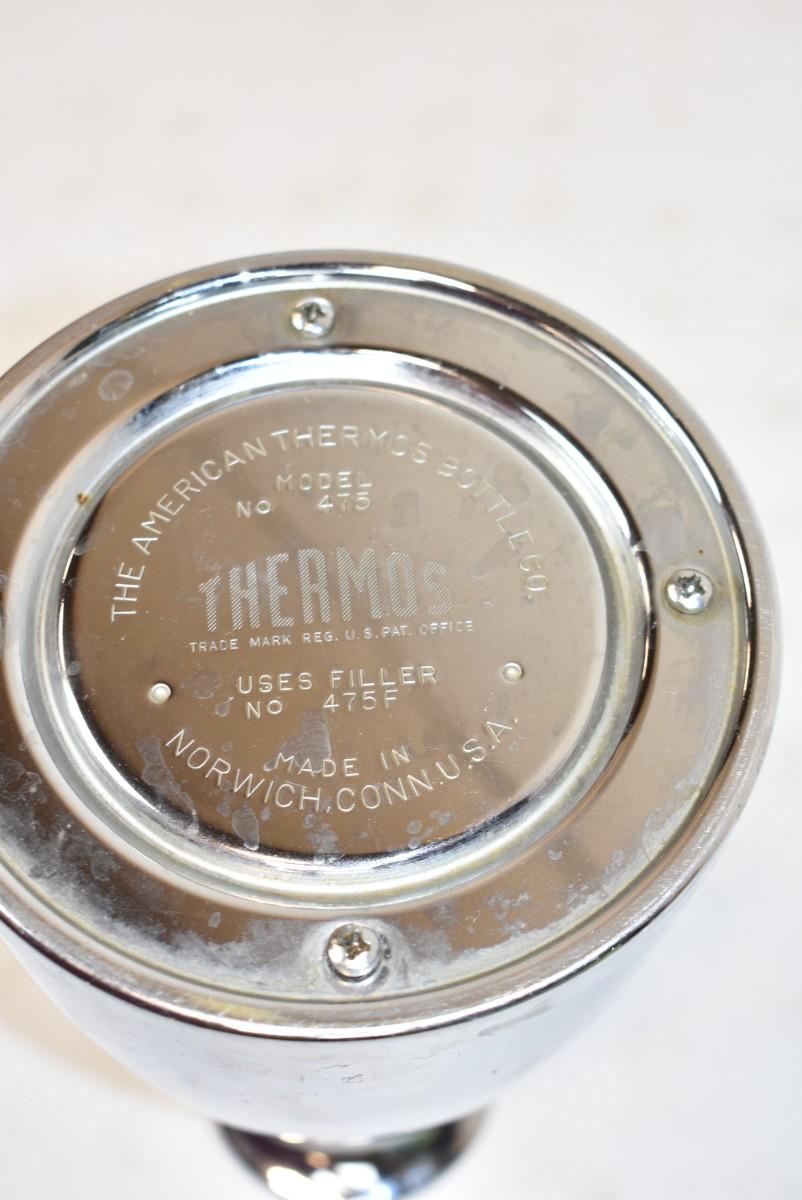 THE AMERICAN THERMOS BOTTLE CO.
MODEL
No 475
THERMOS
TRADE MARK REG. U.S. PAT. OFFICE
USES FILLER
No 475F
MADE IN
NORWICH, CONN. U.S.A.